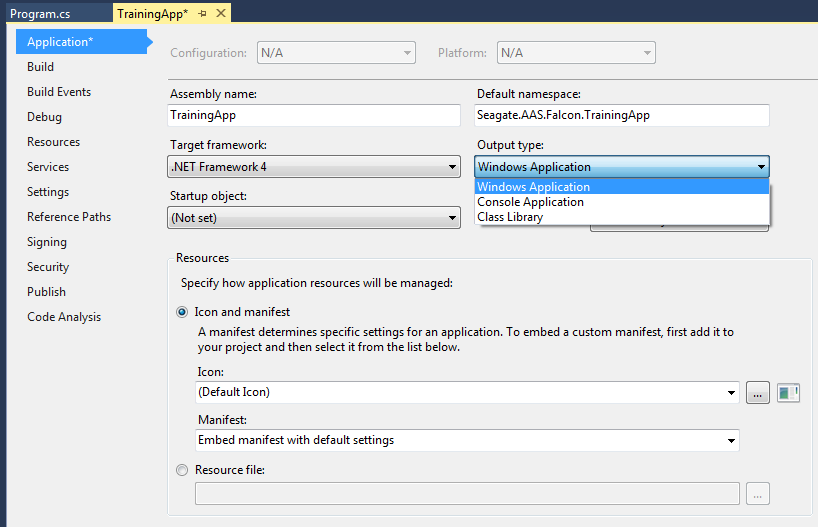 Program.cs TrainingApp*
Application*
Build
Build Events
Debug
Resources
Services
Settings
Reference Paths
Signing
Security
Publish
Code Analysis
Configuration: N/A Platform: N/A
Assembly name: Default namespace:
TrainingApp Seagate.AAS.Falcon.TrainingApp
Target framework: Output type:
.NET Framework 4 Windows Application
Windows Application
Console Application
Class Library
Startup object:
(Not set)
Resources
Specify how application resources will be managed:
Icon and manifest
A manifest determines specific settings for an application. To embed a custom manifest, first add it to
your project and then select it from the list below.
Icon:
(Default Icon) ...
Manifest:
Embed manifest with default settings
Resource file:
...